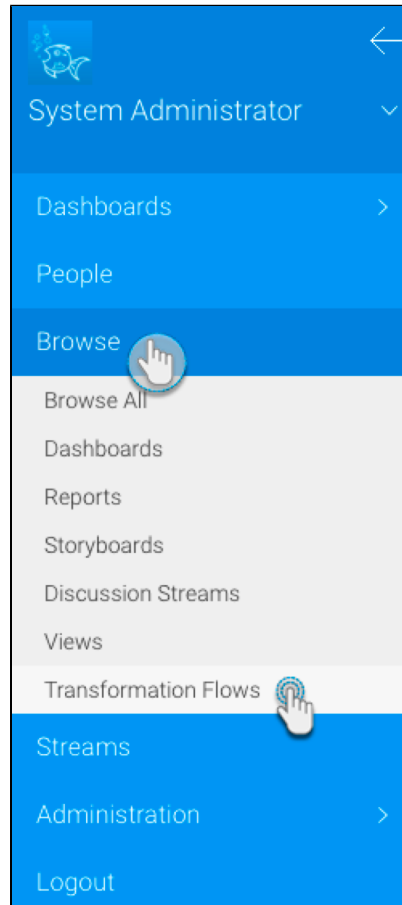 System Administrator
Dashboards
People
Browse
Browse All
Dashboards
Reports
Storyboards
Discussion Streams
Views
Transformation Flows
Streams
Administration
Logout